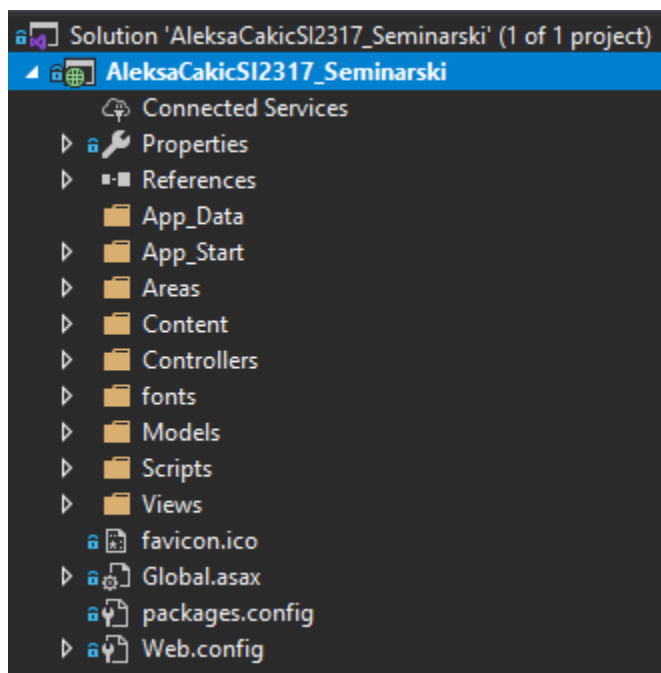 Solution 'AleksaCakicSI2317_Seminarski' (1 of 1 project)
AleksaCakicSI2317_Seminarski
Connected Services
Properties
References
App_Data
App_Start
Areas
Content
Controllers
fonts
Models
Scripts
Views
favicon.ico
Global.asax
packages.config
Web.config